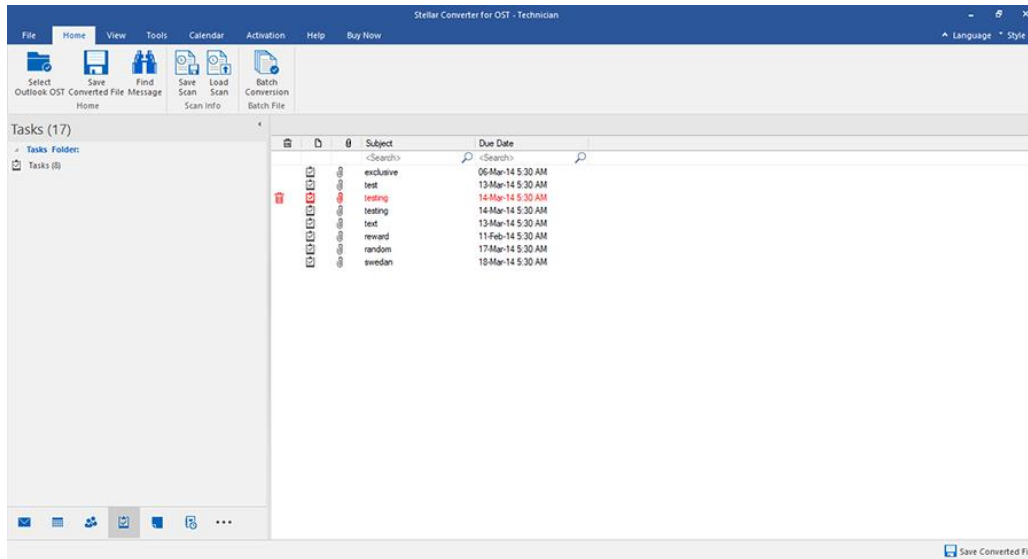 Stellar Converter for OST - Technician
File Home View Tools Calendar Activation Help Buy Now Language Style
Select Outlook OST
Save Converted File
Find Message
Save Scan
Load Scan
Batch Conversion
Home Scan Info Batch File
Tasks (17)
Tasks Folder:
Tasks (8)
Subject Due Date
<Search> <Search>
exclusive 06-Mar-14 5:30 AM
test 13-Mar-14 5:30 AM
testing 14-Mar-14 5:30 AM
testing 14-Mar-14 5:30 AM
text 13-Mar-14 5:30 AM
reward 11-Feb-14 5:30 AM
random 17-Mar-14 5:30 AM
swedan 18-Mar-14 5:30 AM
Save Converted Fi